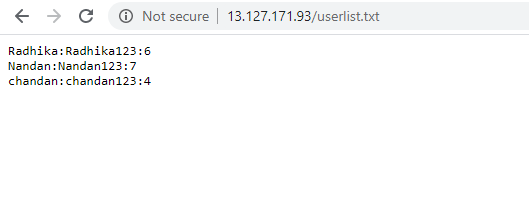 Not secure | 13.127.171.93/userlist.txt
Radhika:Radhika123:6
Nandan:Nandan123:7
chandan:chandan123:4